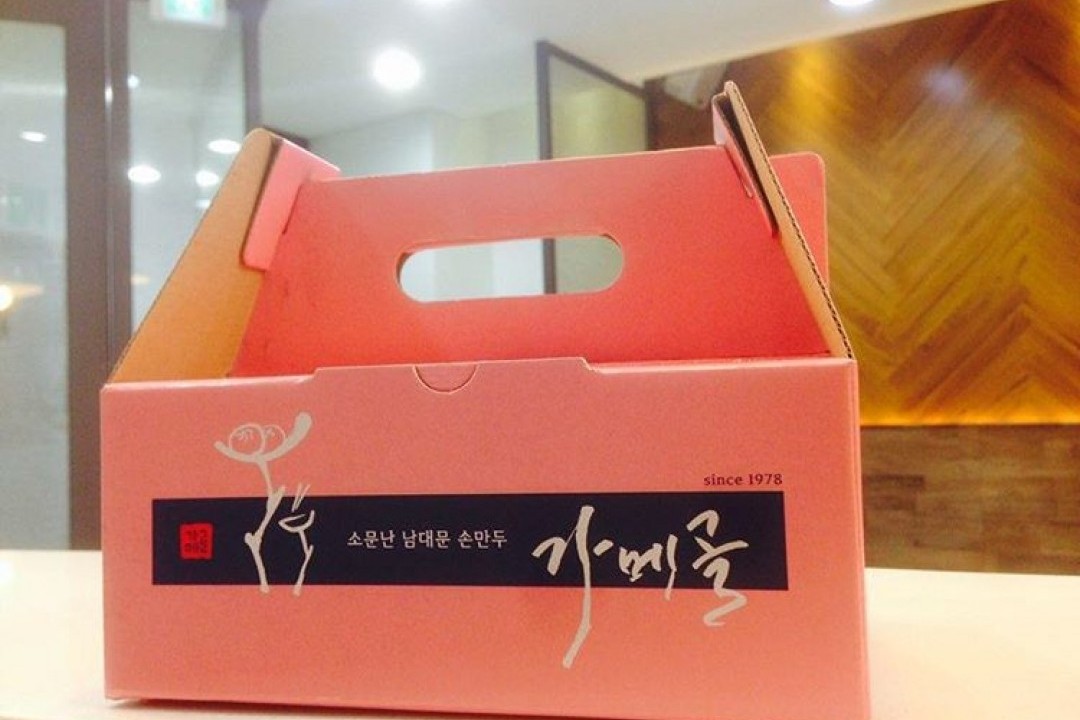 since 1978
소문난 남대문 손만두
가메골